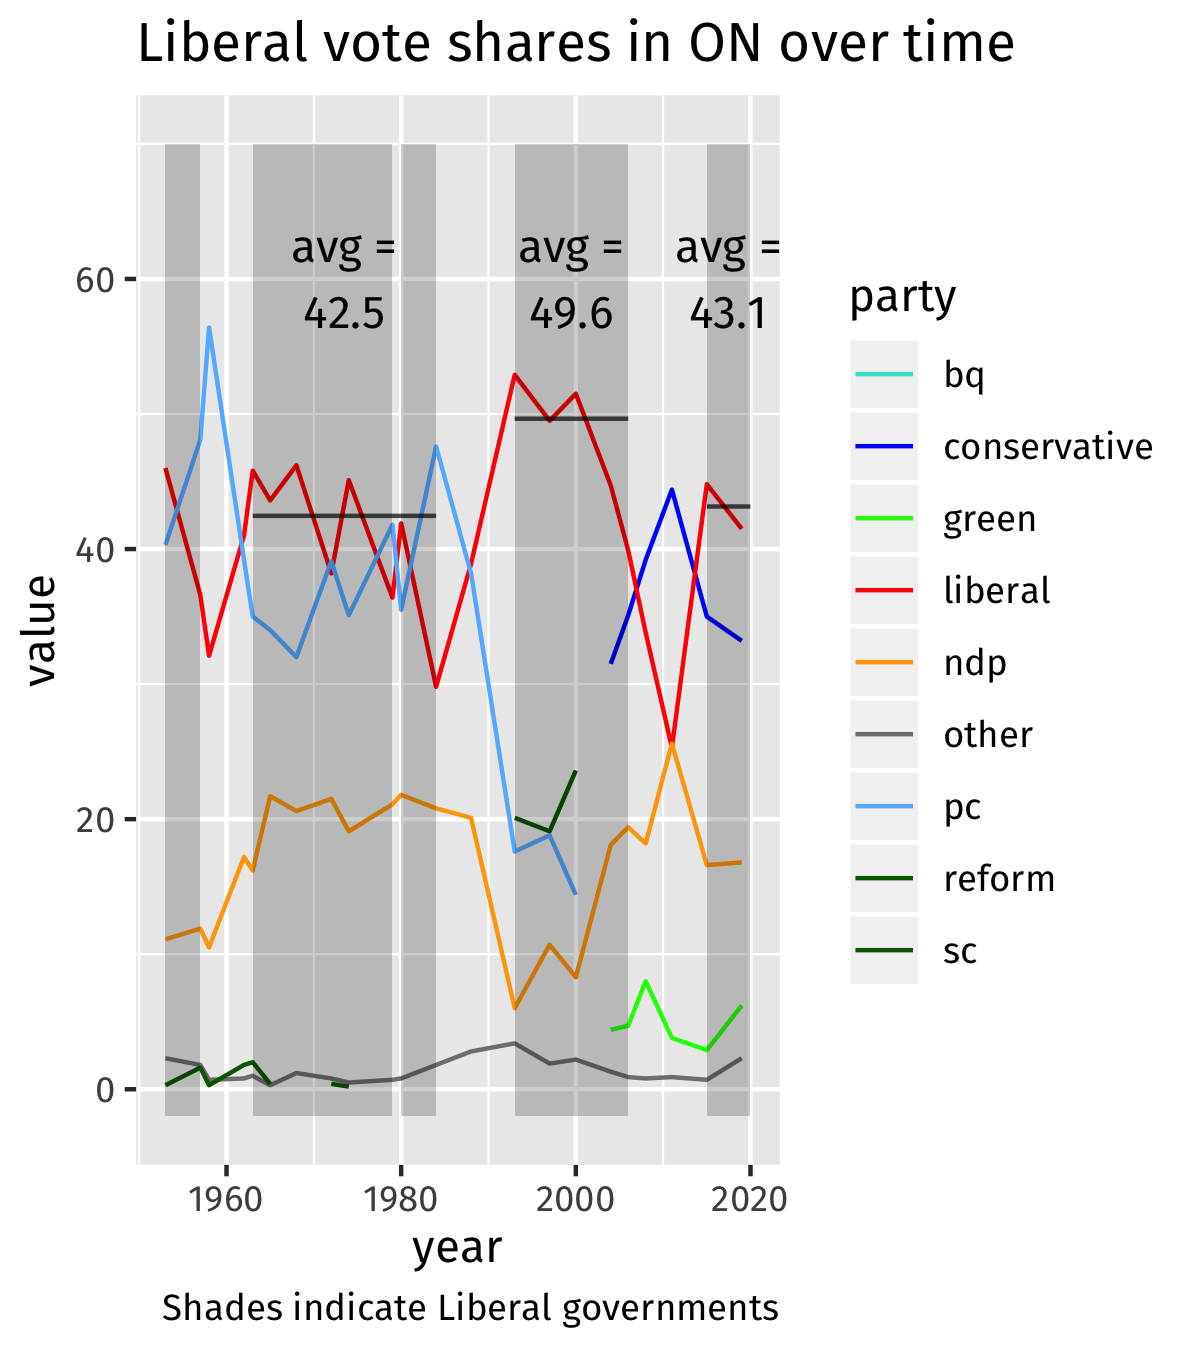 Liberal vote shares in ON over time
avg =
42.5
avg =
49.6
avg =
43.1
60
40
20
0
value
1960
1980
2000
2020
year
Shades indicate Liberal governments
party
bq
conservative
green
liberal
ndp
other
pc
reform
sc